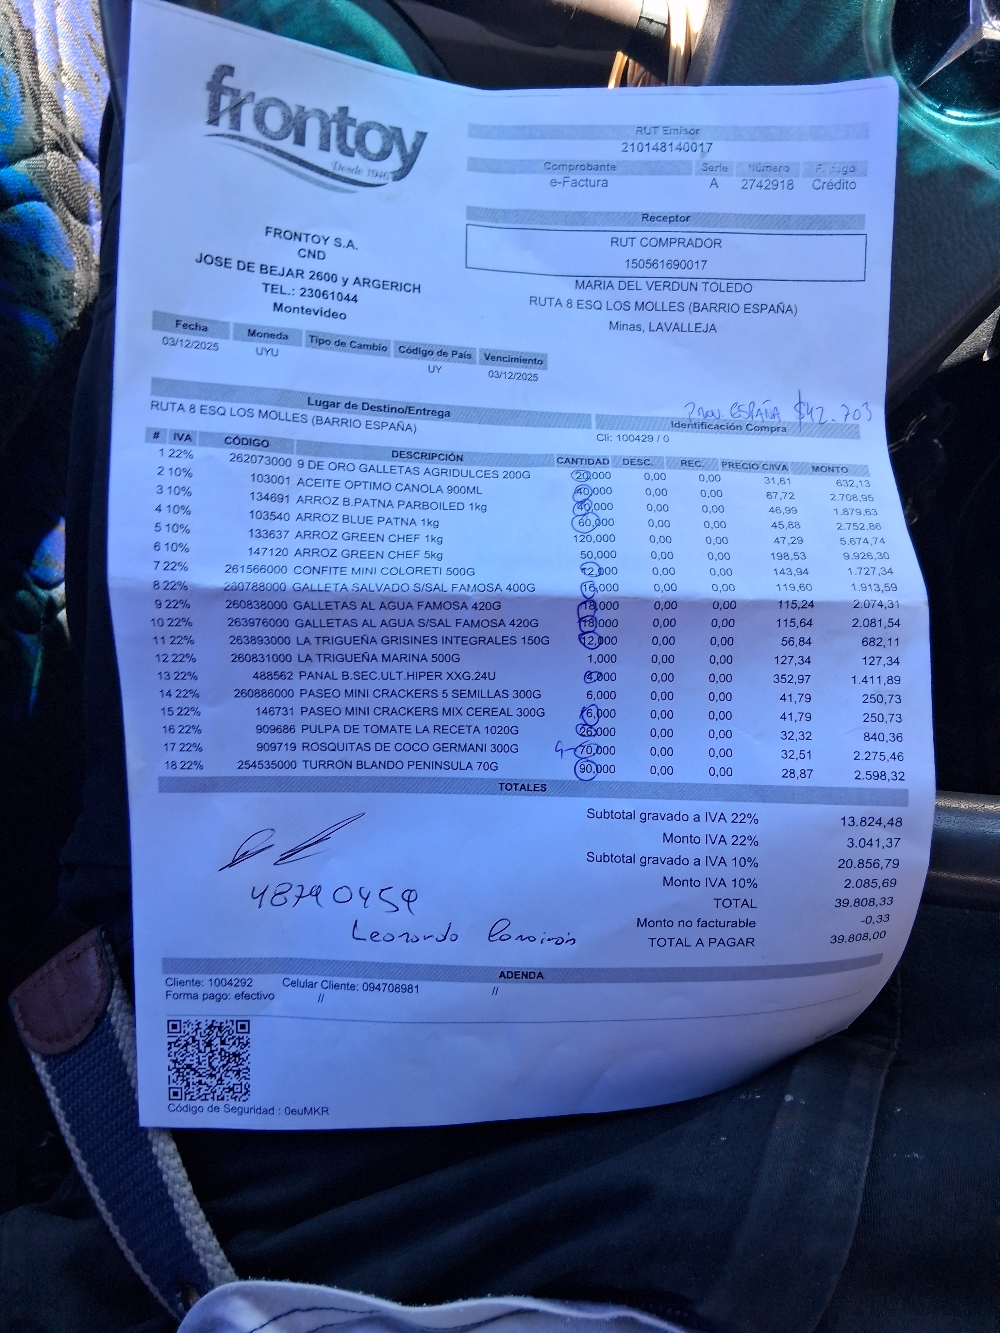 frontoy
Desde 1946
RUT Emisor
210148140017
Comprobante Serie Número
e-Factura A 2742918 Crédito
Receptor
RUT COMPRADOR
150561690017
MARIA DEL VERDUN TOLEDO
RUTA 8 ESQ LOS MOLLES (BARRIO ESPAÑA)
Minas, LAVALLEJA
FRONTOY S.A.
CND
JOSE DE BEJAR 2600 y ARGERICH
TEL.: 23061044
Montevideo
Fecha Moneda Tipo de Cambio Código de País Vencimiento
03/12/2025 UYU UY 03/12/2025
Lugar de Destino/Entrega
RUTA 8 ESQ LOS MOLLES (BARRIO ESPAÑA)
ESPAÑA $42.703
Identificación Compra
Cli: 100429 / 0
# IVA CÓDIGO DESCRIPCIÓN CANTIDAD DESC. REC. PRECIO C/IVA MONTO
1 22% 262073000 9 DE ORO GALLETAS AGRIDULCES 200G 20,000 0,00 0,00 31,61 632,13
2 10% 103001 ACEITE OPTIMO CANOLA 900ML 40,000 0,00 0,00 67,72 2.708,95
3 10% 134691 ARROZ B.PATNA PARBOILED 1kg 40,000 0,00 0,00 46,99 1.879,63
4 10% 103540 ARROZ BLUE PATNA 1kg 60,000 0,00 0,00 45,88 2.752,86
5 10% 133637 ARROZ GREEN CHEF 1kg 120,000 0,00 0,00 47,29 5.674,74
6 10% 147120 ARROZ GREEN CHEF 5kg 50,000 0,00 0,00 198,53 9.926,30
7 22% 261566000 CONFITE MINI COLORETI 500G 12,000 0,00 0,00 143,94 1.727,34
8 22% 260788000 GALLETA SALVADO S/SAL FAMOSA 400G 16,000 0,00 0,00 119,60 1.913,59
9 22% 260838000 GALLETAS AL AGUA FAMOSA 420G 18,000 0,00 0,00 115,24 2.074,31
10 22% 263976000 GALLETAS AL AGUA S/SAL FAMOSA 420G 18,000 0,00 0,00 115,64 2.081,54
11 22% 263893000 LA TRIGUEÑA GRISINES INTEGRALES 150G 12,000 0,00 0,00 56,84 682,11
12 22% 260831000 LA TRIGUEÑA MARINA 500G 1,000 0,00 0,00 127,34 127,34
13 22% 488562 PANAL B.SEC.ULT.HIPER XXG.24U 4,000 0,00 0,00 352,97 1.411,89
14 22% 260886000 PASEO MINI CRACKERS 5 SEMILLAS 300G 6,000 0,00 0,00 41,79 250,73
15 22% 146731 PASEO MINI CRACKERS MIX CEREAL 300G 6,000 0,00 0,00 41,79 250,73
16 22% 909686 PULPA DE TOMATE LA RECETA 1020G 26,000 0,00 0,00 32,32 840,36
17 22% 909719 ROSQUITAS DE COCO GERMANI 300G 70,000 0,00 0,00 32,51 2.275,46
18 22% 254535000 TURRON BLANDO PENINSULA 70G 90,000 0,00 0,00 28,87 2.598,32
TOTALES
Subtotal gravado a IVA 22% 13.824,48
Monto IVA 22% 3.041,37
Subtotal gravado a IVA 10% 20.856,79
Monto IVA 10% 2.085,69
TOTAL 39.808,33
Monto no facturable -0,33
TOTAL A PAGAR 39.808,00
48790459
Leonardo
ADENDA
Cliente: 1004292 Celular Cliente: 094708981 //
Forma pago: efectivo //
Código de Seguridad : 0euMKR